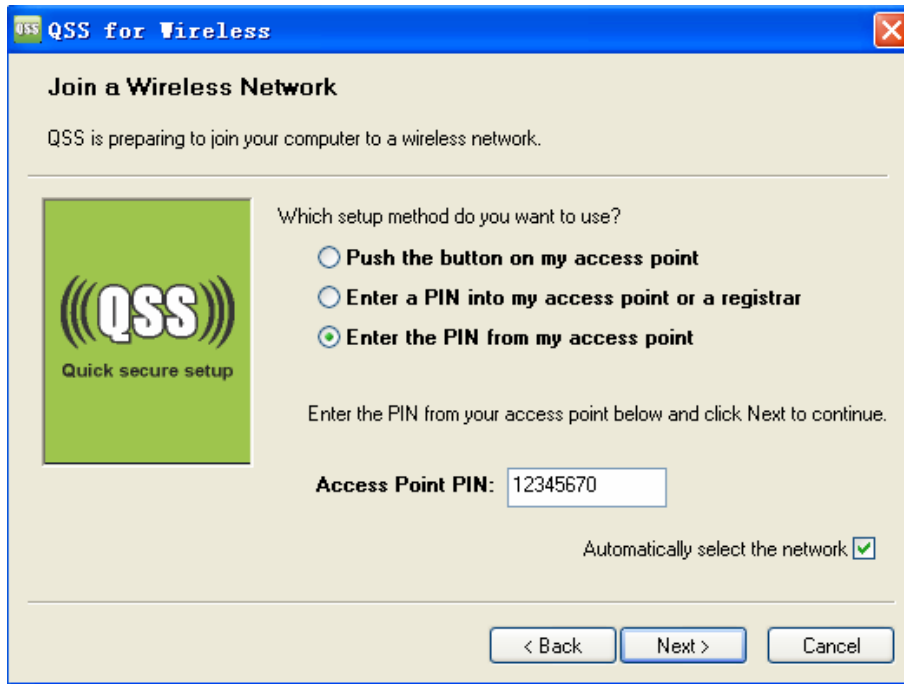 QSS QSS for Wireless
Join a Wireless Network
QSS is preparing to join your computer to a wireless network.
Which setup method do you want to use?
Push the button on my access point
Enter a PIN into my access point or a registrar
Enter the PIN from my access point
(((QSS)))
Quick secure setup
Enter the PIN from your access point below and click Next to continue.
Access Point PIN: 12345670
Automatically select the network
< Back Next > Cancel